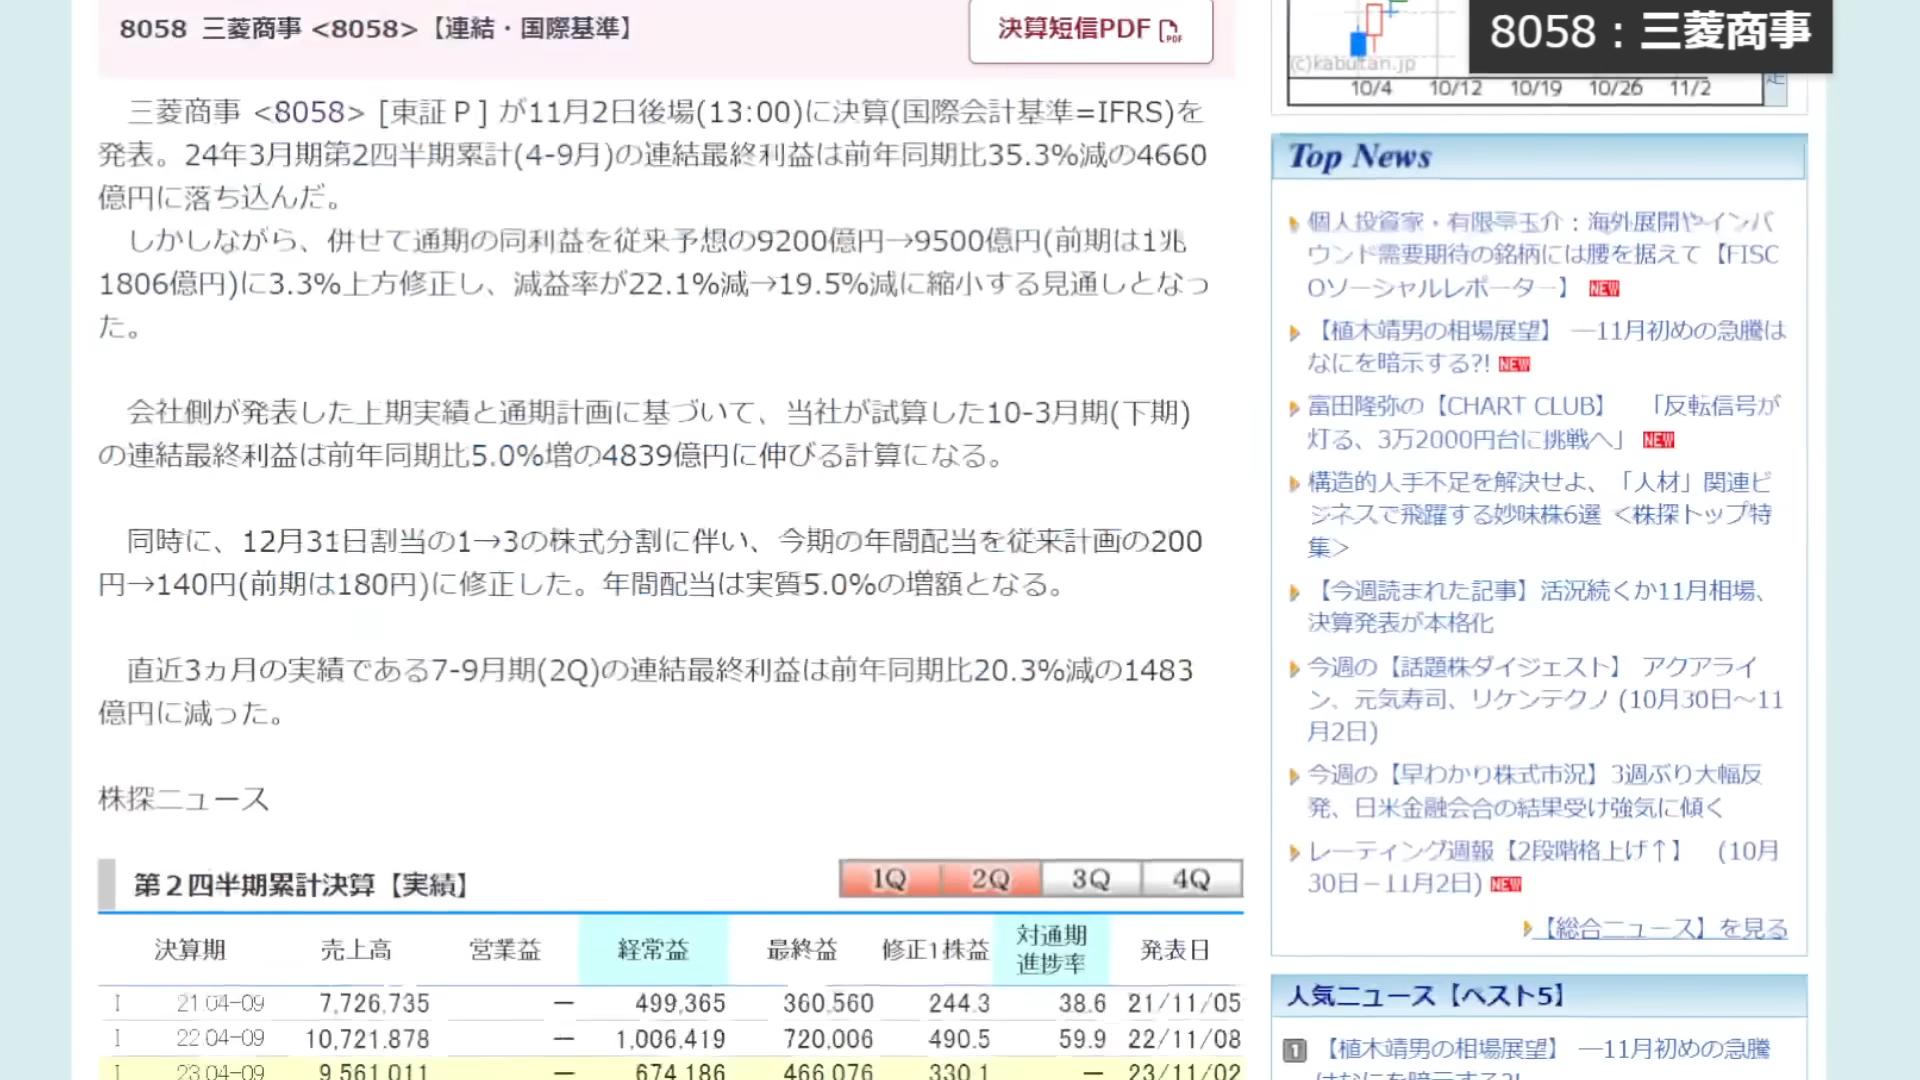 8058 三菱商事 <8058>【連結・国際基準】
決算短信PDF
8058：三菱商事
三菱商事 <8058> [東証Ｐ] が11月2日後場(13:00)に決算(国際会計基準=IFRS)を
発表。24年3月期第2四半期累計(4-9月)の連結最終利益は前年同期比35.3%減の4660
億円に落ち込んだ。
しかしながら、併せて通期の同利益を従来予想の9200億円→9500億円(前期は1兆
1806億円)に3.3%上方修正し、減益率が22.1%減→19.5%減に縮小する見通しとなっ
た。
会社側が発表した上期実績と通期計画に基づいて、当社が試算した10-3月期(下期)
の連結最終利益は前年同期比5.0%増の4839億円に伸びる計算になる。
同時に、12月31日割当の1→3の株式分割に伴い、今期の年間配当を従来計画の200
円→140円(前期は180円)に修正した。年間配当は実質5.0%の増額となる。
直近3ヵ月の実績である7-9月期(2Q)の連結最終利益は前年同期比20.3%減の1483
億円に減った。
株探ニュース
第２四半期累計決算【実績】
1Q 2Q 3Q 4Q
決算期 売上高 営業益 経常益 最終益 修正1株益 対通期進捗率 発表日
I 21.04-09 7,726,735 － 499,365 360,560 244.3 38.6 21/11/05
I 22.04-09 10,721,878 － 1,006,419 720,006 490.5 59.9 22/11/08
I 23.04-09 9,561,011 － 674,186 466,076 330.1 － 23/11/02
(c)kabutan.jp
10/4 10/12 10/19 10/26 11/2
Top News
個人投資家・有限亭玉介：海外展開やインバ
ウンド需要期待の銘柄には腰を据えて【FISC
Oソーシャルレポーター】 NEW
【植木靖男の相場展望】 ―11月初めの急騰は
なにを暗示する?! NEW
富田隆弥の【CHART CLUB】 「反転信号が
灯る、3万2000円台に挑戦へ」 NEW
構造的人手不足を解決せよ、「人材」関連ビ
ジネスで飛躍する妙味株6選 ＜株探トップ特
集＞
【今週読まれた記事】活況続くか11月相場、
決算発表が本格化
今週の【話題株ダイジェスト】 アクアライ
ン、元気寿司、リケンテクノ (10月30日～11
月2日)
今週の【早わかり株式市況】3週ぶり大幅反
発、日米金融会合の結果受け強気に傾く
レーティング週報【2段階格上げ↑】 (10月
30日－11月2日) NEW
【総合ニュース】を見る
人気ニュース【ベスト5】
1 【植木靖男の相場展望】 ―11月初めの急騰
はなにを暗示する?!